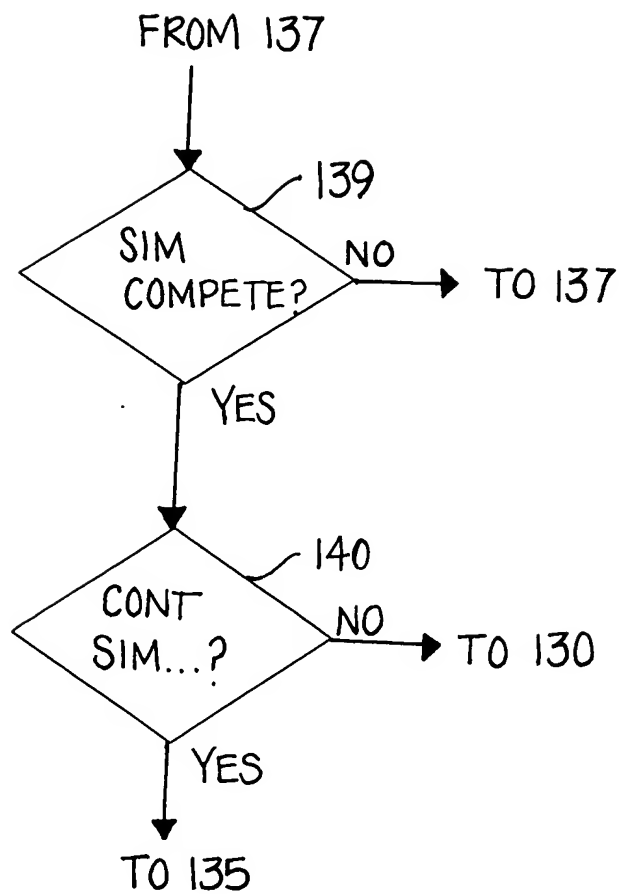 FROM 137
139
SIM
COMPETE?
NO
TO 137
YES
140
CONT
SIM...?
NO
TO 130
YES
TO 135